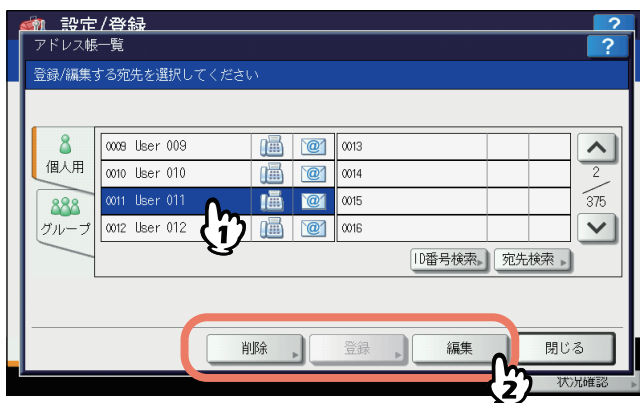 設定/登録 ?
アドレス帳一覧 ?
登録/編集する宛先を選択してください
個人用
グループ
0009 User 009 @ 0013
0010 User 010 @ 0014
0011 User 011 @ 0015
0012 User 012 @ 0016
2
375
1
ID番号検索 宛先検索
削除 登録 編集 閉じる
2
状況確認